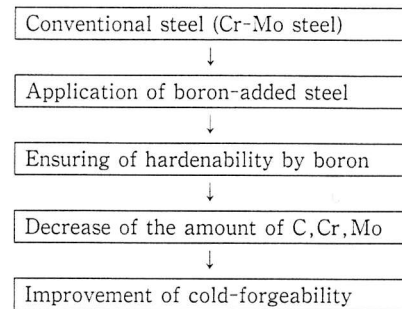 Conventional steel (Cr-Mo steel)
↓
Application of boron-added steel
↓
Ensuring of hardenability by boron
↓
Decrease of the amount of C,Cr,Mo
↓
Improvement of cold-forgeability